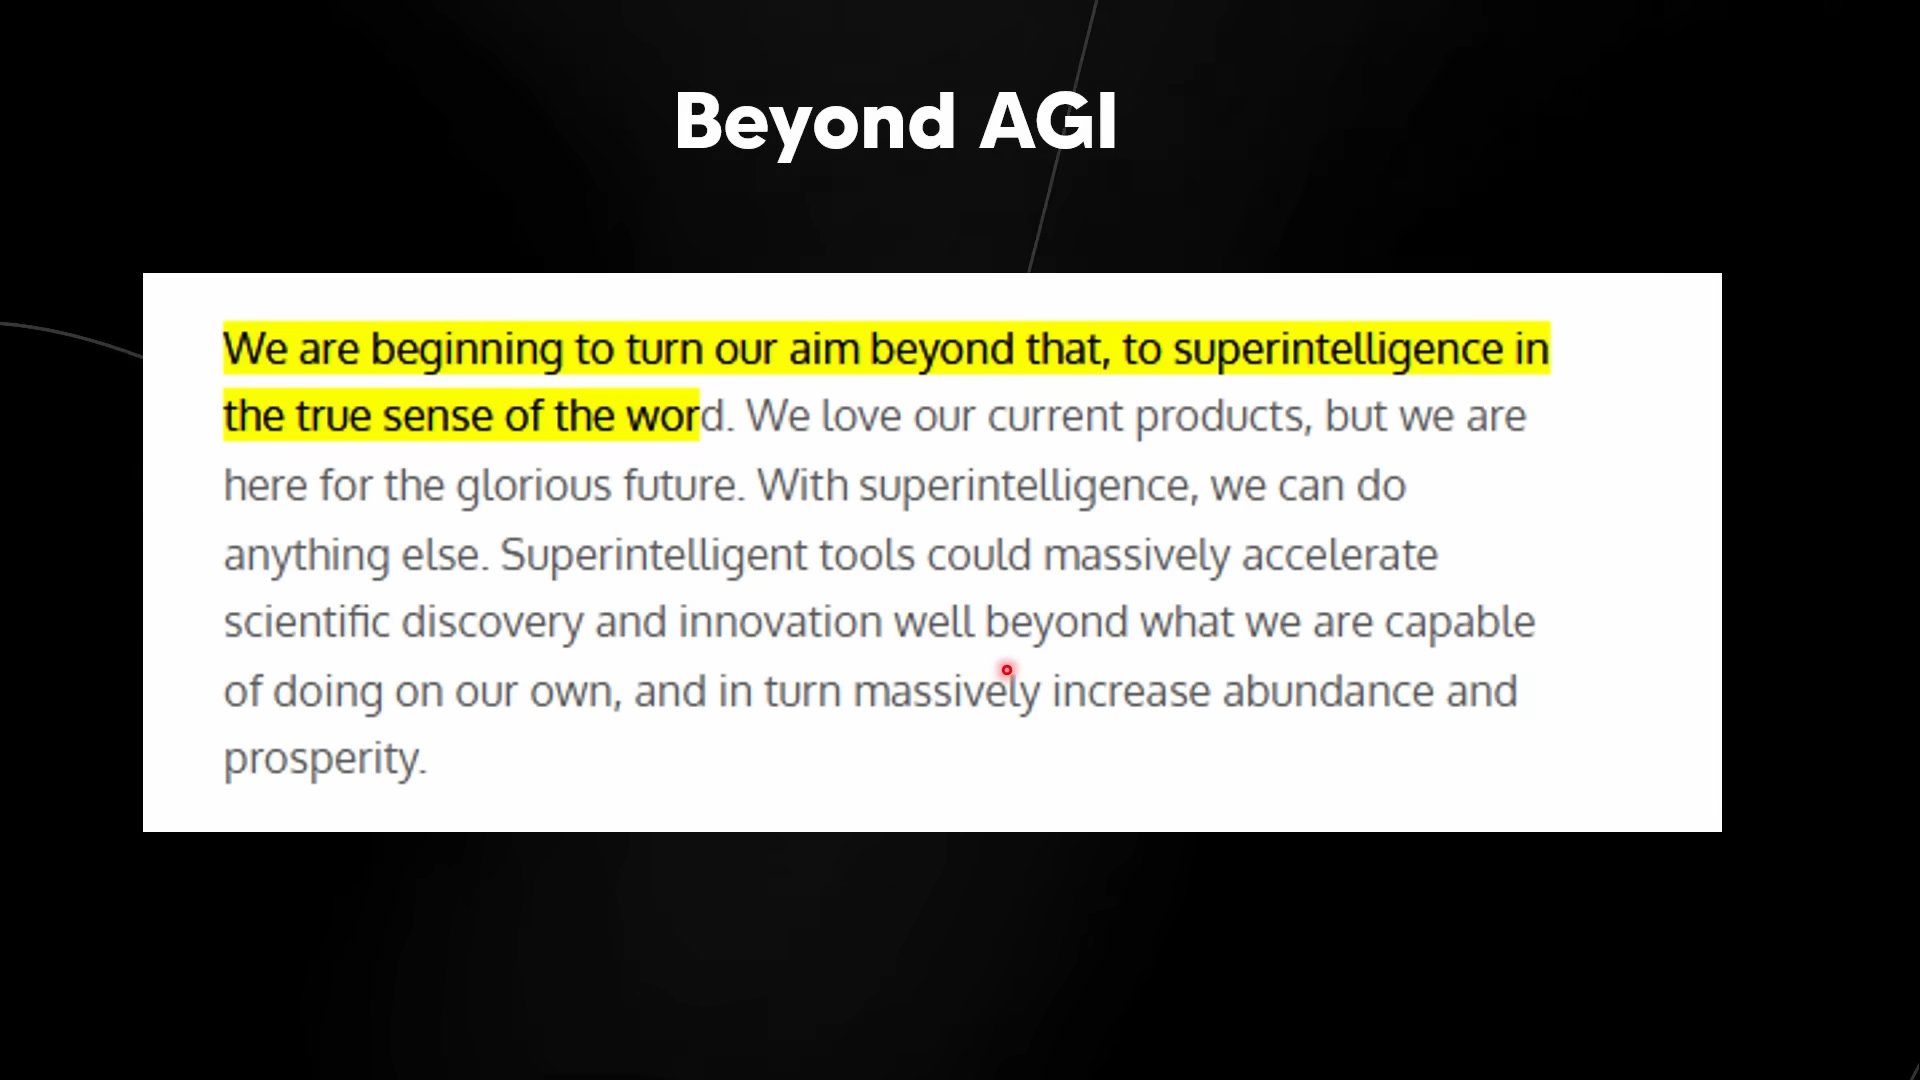 Beyond AGI
We are beginning to turn our aim beyond that, to superintelligence in
the true sense of the word. We love our current products, but we are
here for the glorious future. With superintelligence, we can do
anything else. Superintelligent tools could massively accelerate
scientific discovery and innovation well beyond what we are capable
of doing on our own, and in turn massively increase abundance and
prosperity.